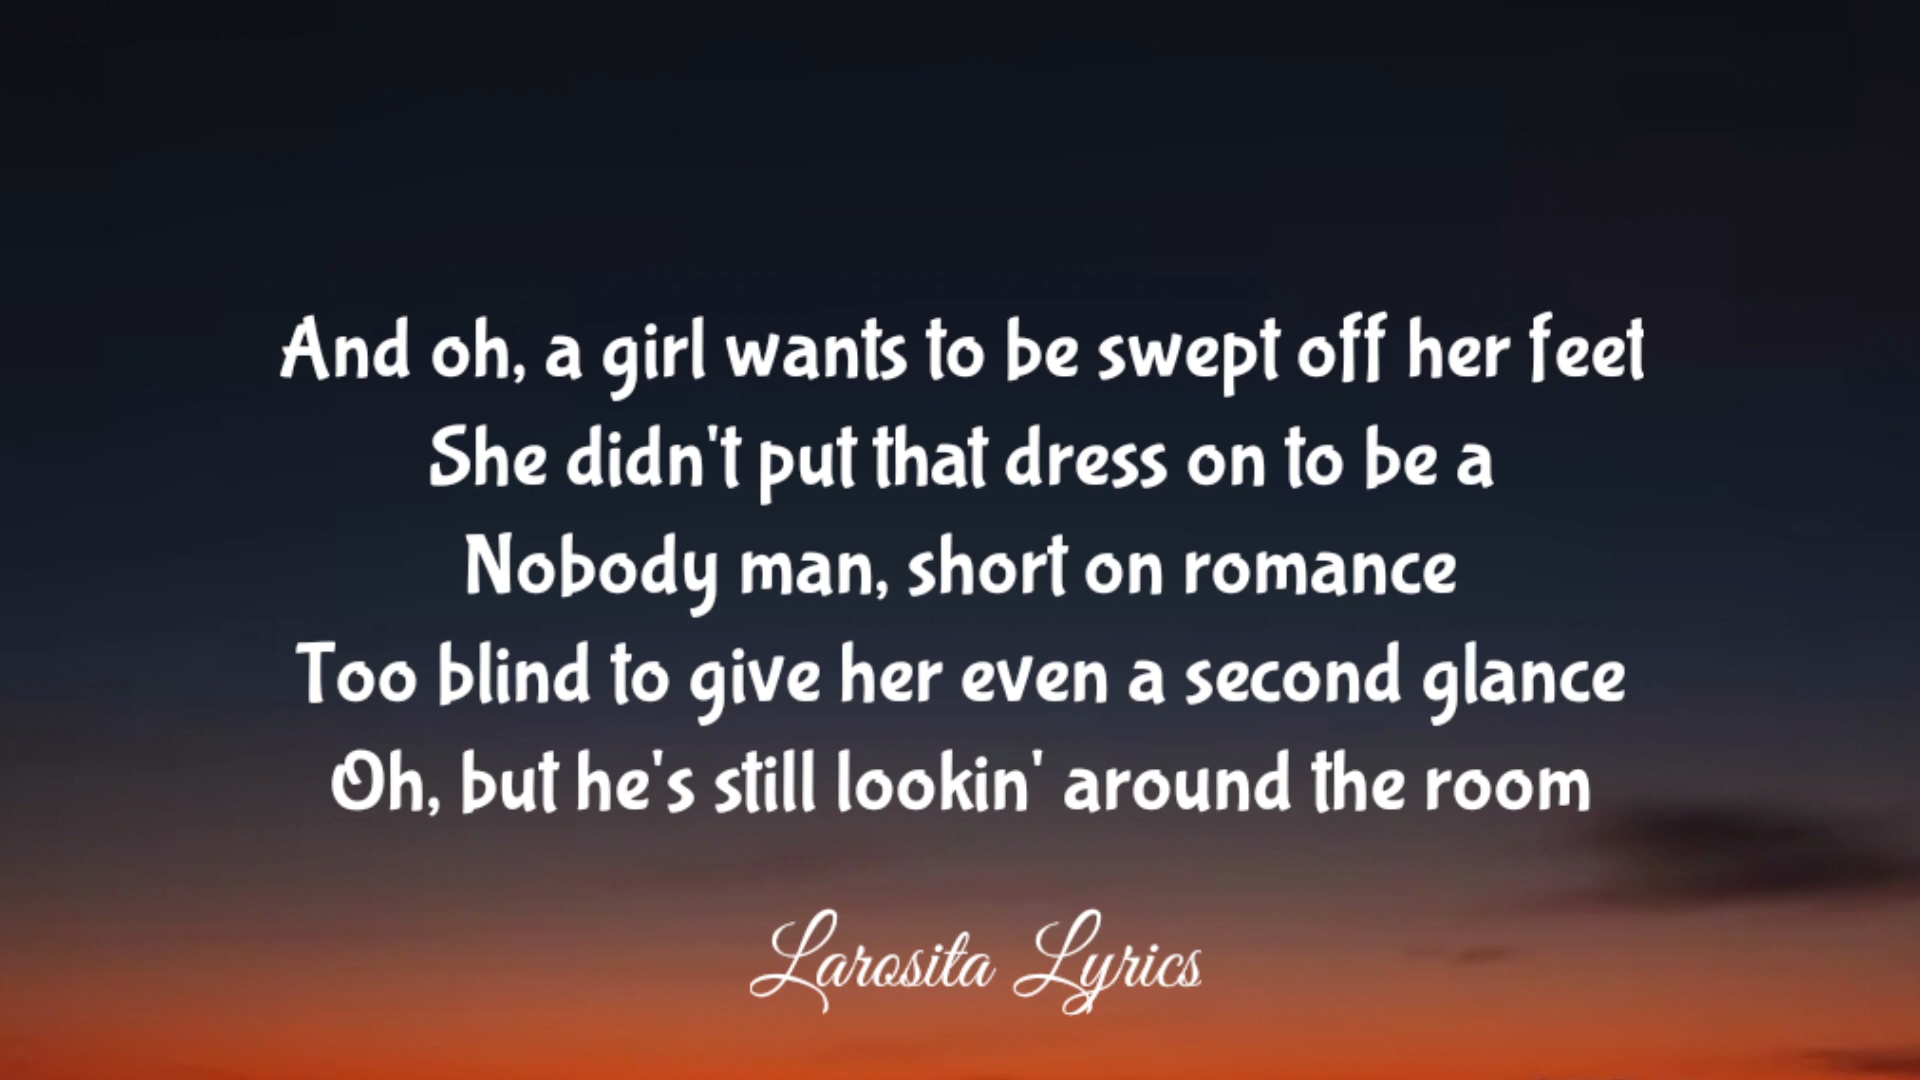 And oh, a girl wants to be swept off her feet
She didn't put that dress on to be a
Nobody man, short on romance
Too blind to give her even a second glance
Oh, but he's still lookin' around the room
Larosita Lyrics